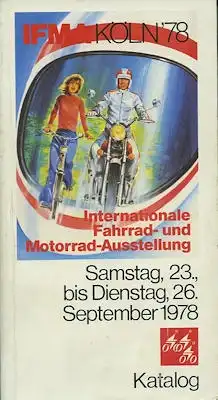 IFMA KÖLN '78
Internationale
Fahrrad- und
Motorrad-Ausstellung
Samstag, 23.,
bis Dienstag, 26.
September 1978
Katalog